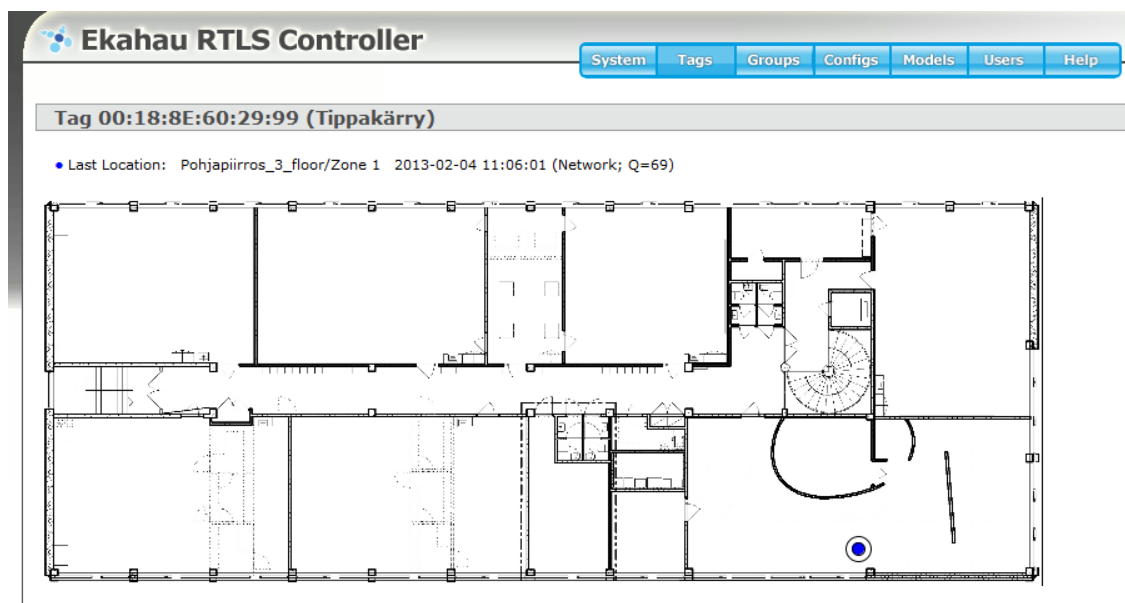 Ekahau RTLS Controller
System Tags Groups Configs Models Users Help
Tag 00:18:8E:60:29:99 (Tippakärry)
• Last Location: Pohjapiirros_3_floor/Zone 1 2013-02-04 11:06:01 (Network; Q=69)